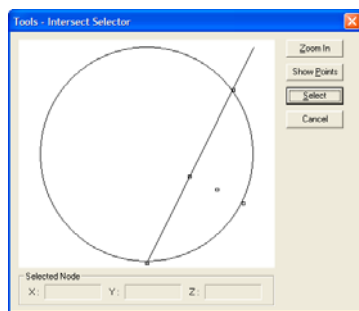 Tools - Intersect Selector
Zoom In
Show Points
Select
Cancel
Selected Node
X: Y: Z: